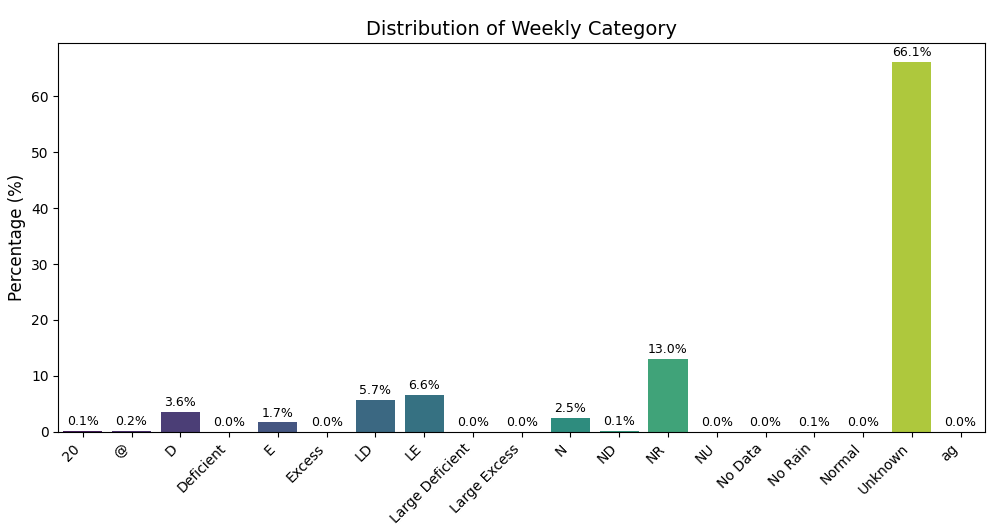 Distribution of Weekly Category
Percentage (%)
60
50
40
30
20
10
0
0.1%
0.2%
3.6%
0.0%
1.7%
0.0%
5.7%
6.6%
0.0%
0.0%
2.5%
0.1%
13.0%
0.0%
0.0%
0.1%
0.0%
66.1%
0.0%
20
@
D
Deficient
E
Excess
LD
LE
Large Deficient
Large Excess
N
ND
NR
NU
No Data
No Rain
Normal
Unknown
ag